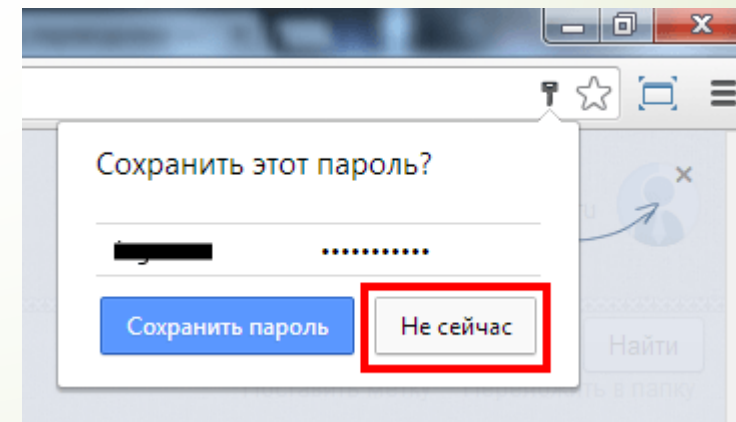 Сохранить этот пароль?
Сохранить пароль
Не сейчас
Найти